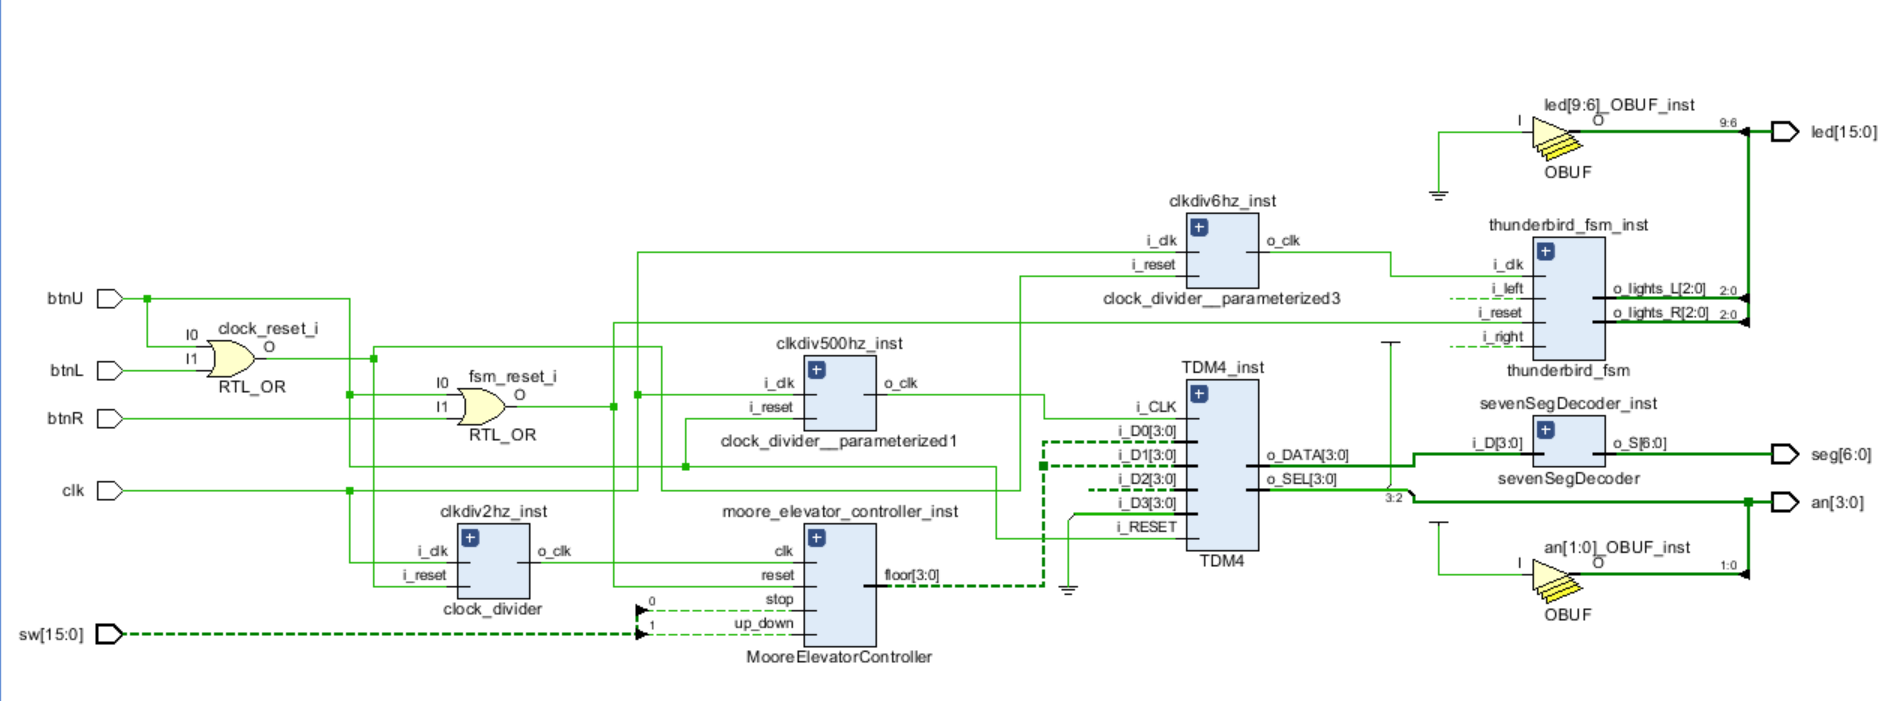 led[9:6]_OBUF_inst
I
O
9:6
led[15:0]
OBUF
clkdiv6hz_inst
i_clk
o_clk
i_reset
clock_divider__parameterized3
thunderbird_fsm_inst
i_clk
i_left
o_lights_L[2:0]
2:0
i_reset
o_lights_R[2:0]
2:0
i_right
thunderbird_fsm
btnU
I0
clock_reset_i
O
I1
RTL_OR
btnL
btnR
I0
fsm_reset_i
O
I1
RTL_OR
clkdiv500hz_inst
i_clk
o_clk
i_reset
clock_divider__parameterized1
TDM4_inst
i_CLK
i_D0[3:0]
i_D1[3:0]
o_DATA[3:0]
i_D2[3:0]
o_SEL[3:0]
i_D3[3:0]
i_RESET
TDM4
3:2
sevenSegDecoder_inst
i_D[3:0]
o_S[6:0]
sevenSegDecoder
seg[6:0]
an[3:0]
clk
clkdiv2hz_inst
i_clk
o_clk
i_reset
clock_divider
moore_elevator_controller_inst
clk
reset
floor[3:0]
stop
0
up_down
1
MooreElevatorController
sw[15:0]
an[1:0]_OBUF_inst
I
O
1:0
OBUF